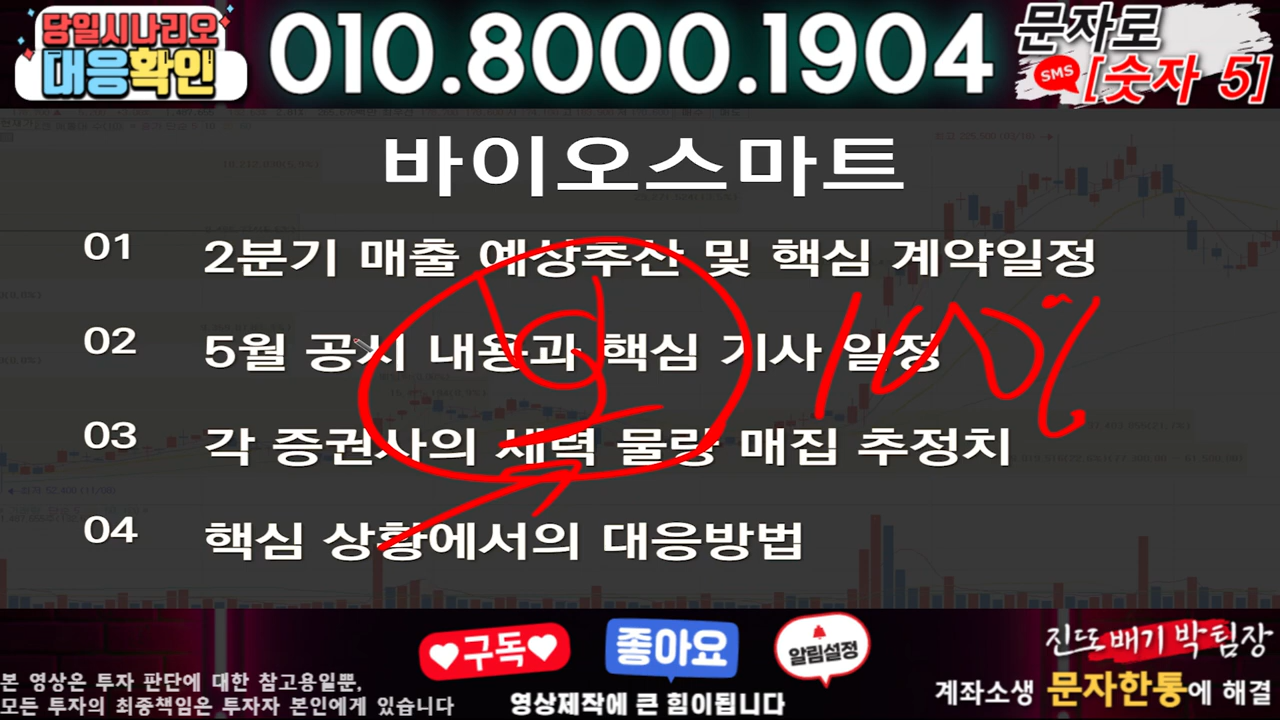 당일시나리오
대응확인
010.8000.1904
문자로
SMS
[숫자 5]
바이오스마트
01 2분기 매출 예상추산 및 핵심 계약일정
02 5월 공시 내용과 핵심 기사 일정
03 각 증권사의 세력 물량 매집 추정치
04 핵심 상황에서의 대응방법
100%
구독
좋아요
알림설정
영상제작에 큰 힘이됩니다
본 영상은 투자 판단에 대한 참고용일뿐,
모든 투자의 최종책임은 투자자 본인에게 있습니다
진또배기 박팀장
계좌소생 문자한통에 해결